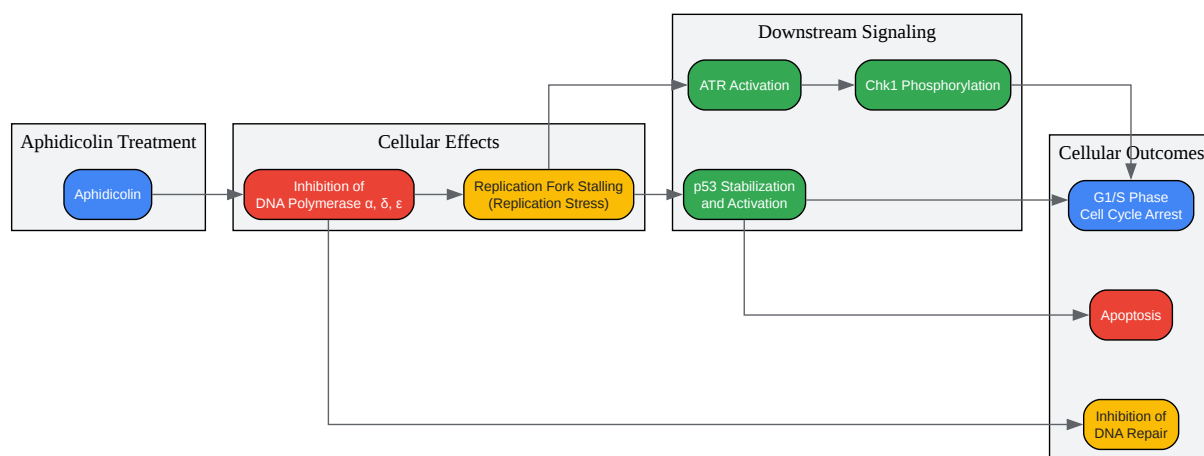 Aphidicolin Treatment
Aphidicolin
Cellular Effects
Inhibition of
DNA Polymerase α, δ, ε
Replication Fork Stalling
(Replication Stress)
Downstream Signaling
ATR Activation
Chk1 Phosphorylation
p53 Stabilization
and Activation
Cellular Outcomes
G1/S Phase
Cell Cycle Arrest
Apoptosis
Inhibition of
DNA Repair